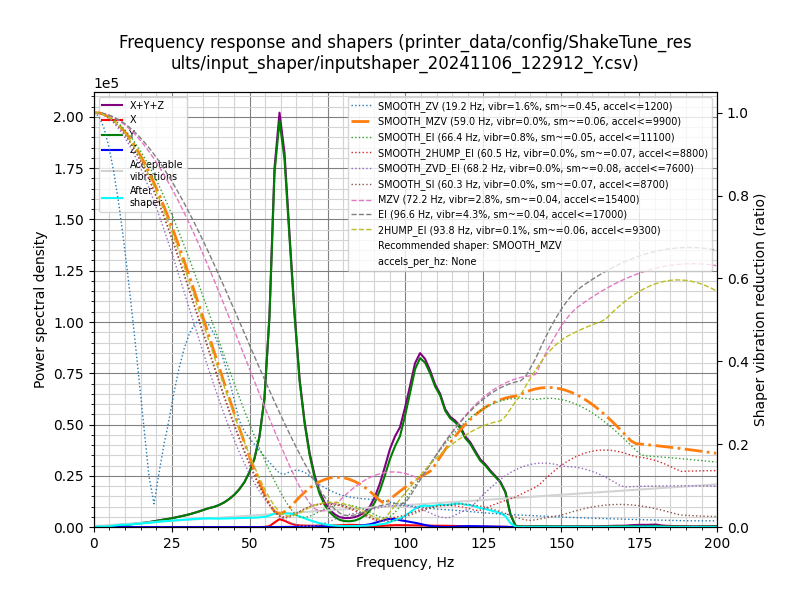 Frequency response and shapers (printer_data/config/ShakeTune_res
ults/input_shaper/inputshaper_20241106_122912_Y.csv)
1e5
X+Y+Z
X
Z
Acceptable
vibrations
After
shaper
SMOOTH_ZV (19.2 Hz, vibr=1.6%, sm~=0.45, accel<=1200)
SMOOTH_MZV (59.0 Hz, vibr=0.0%, sm~=0.06, accel<=9900)
SMOOTH_EI (66.4 Hz, vibr=0.8%, sm~=0.05, accel<=11100)
SMOOTH_2HUMP_EI (60.5 Hz, vibr=0.0%, sm~=0.07, accel<=8800)
SMOOTH_ZVD_EI (68.2 Hz, vibr=0.0%, sm~=0.08, accel<=7600)
SMOOTH_SI (60.3 Hz, vibr=0.0%, sm~=0.07, accel<=8700)
MZV (72.2 Hz, vibr=2.8%, sm~=0.04, accel<=15400)
EI (96.6 Hz, vibr=4.3%, sm~=0.04, accel<=17000)
2HUMP_EI (93.8 Hz, vibr=0.1%, sm~=0.06, accel<=9300)
Recommended shaper: SMOOTH_MZV
accels_per_hz: None
2.00
1.75
1.50
1.25
1.00
0.75
0.50
0.25
0.00
Power spectral density
1.0
0.8
0.6
0.4
0.2
0.0
Shaper vibration reduction (ratio)
0 25 50 75 100 125 150 175 200
Frequency, Hz